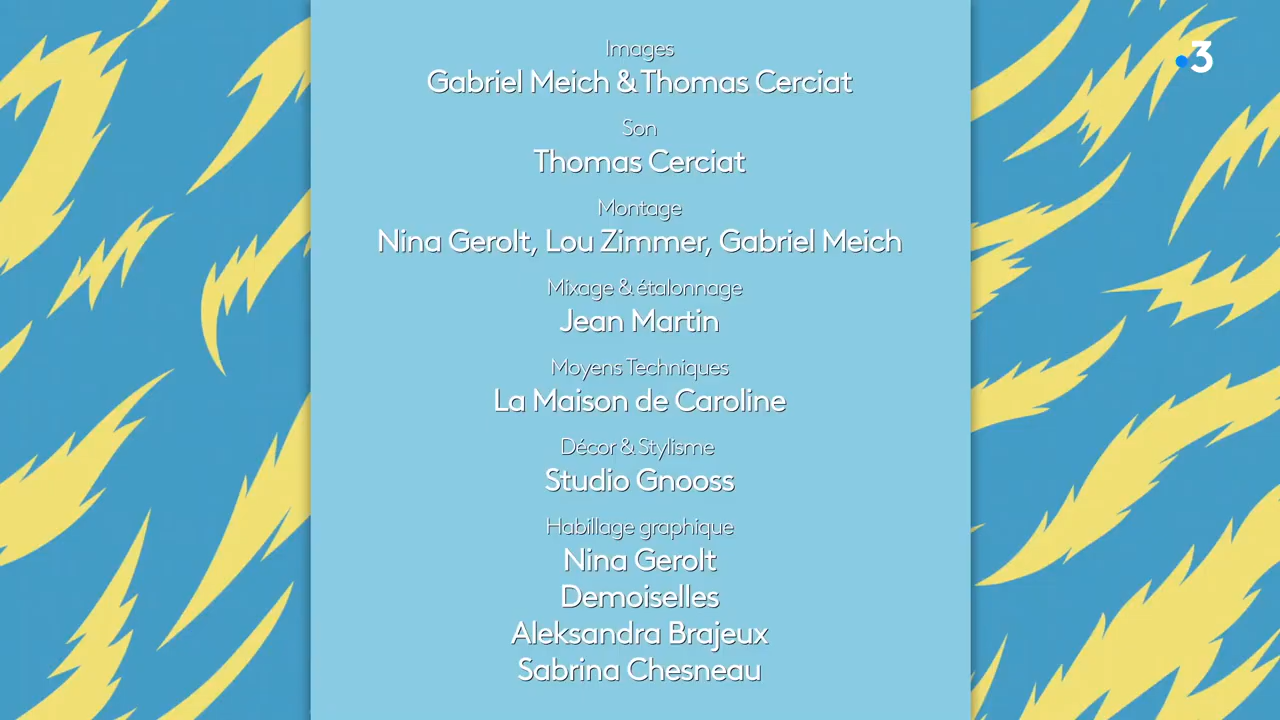 Images
Gabriel Meich & Thomas Cerciat
Son
Thomas Cerciat
Montage
Nina Gerolt, Lou Zimmer, Gabriel Meich
Mixage & étalonnage
Jean Martin
Moyens Techniques
La Maison de Caroline
Décor & Stylisme
Studio Gnooss
Habillage graphique
Nina Gerolt
Demoiselles
Aleksandra Brajeux
Sabrina Chesneau
3